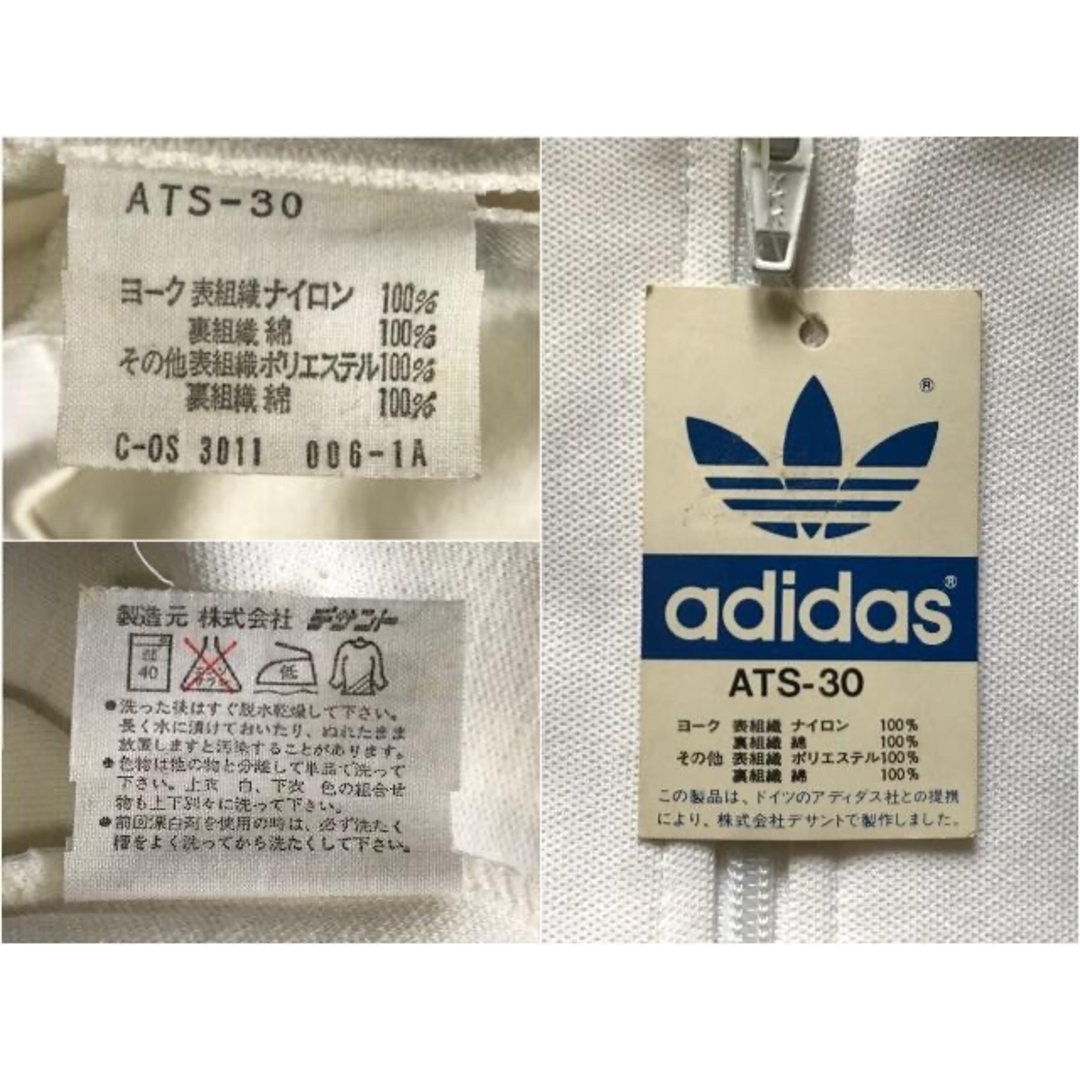 ATS-30
ヨーク 表組織 ナイロン 100%
裏組織 綿 100%
その他 表組織 ポリエステル 100%
裏組織 綿 100%
C-OS 3011 006-1A
製造元 株式会社 デサント
40
低
●洗った後はすぐ脱水乾燥して下さい。
長く水に漬けておいたり、ぬれたまま
放置しますと汚染することがあります。
●色物は他の物と分離して単品で洗って
下さい。上衣 白、下衣 色の組合せ
物も上下別々に洗って下さい。
●前回漂白剤を使用の時は、必ず洗たく
槽をよく洗ってから洗たくして下さい。
®
adidas®
ATS-30
ヨーク 表組織 ナイロン 100%
裏組織 綿 100%
その他 表組織 ポリエステル 100%
裏組織 綿 100%
この製品は、ドイツのアディダス社との提携
により、株式会社デサントで製作しました。